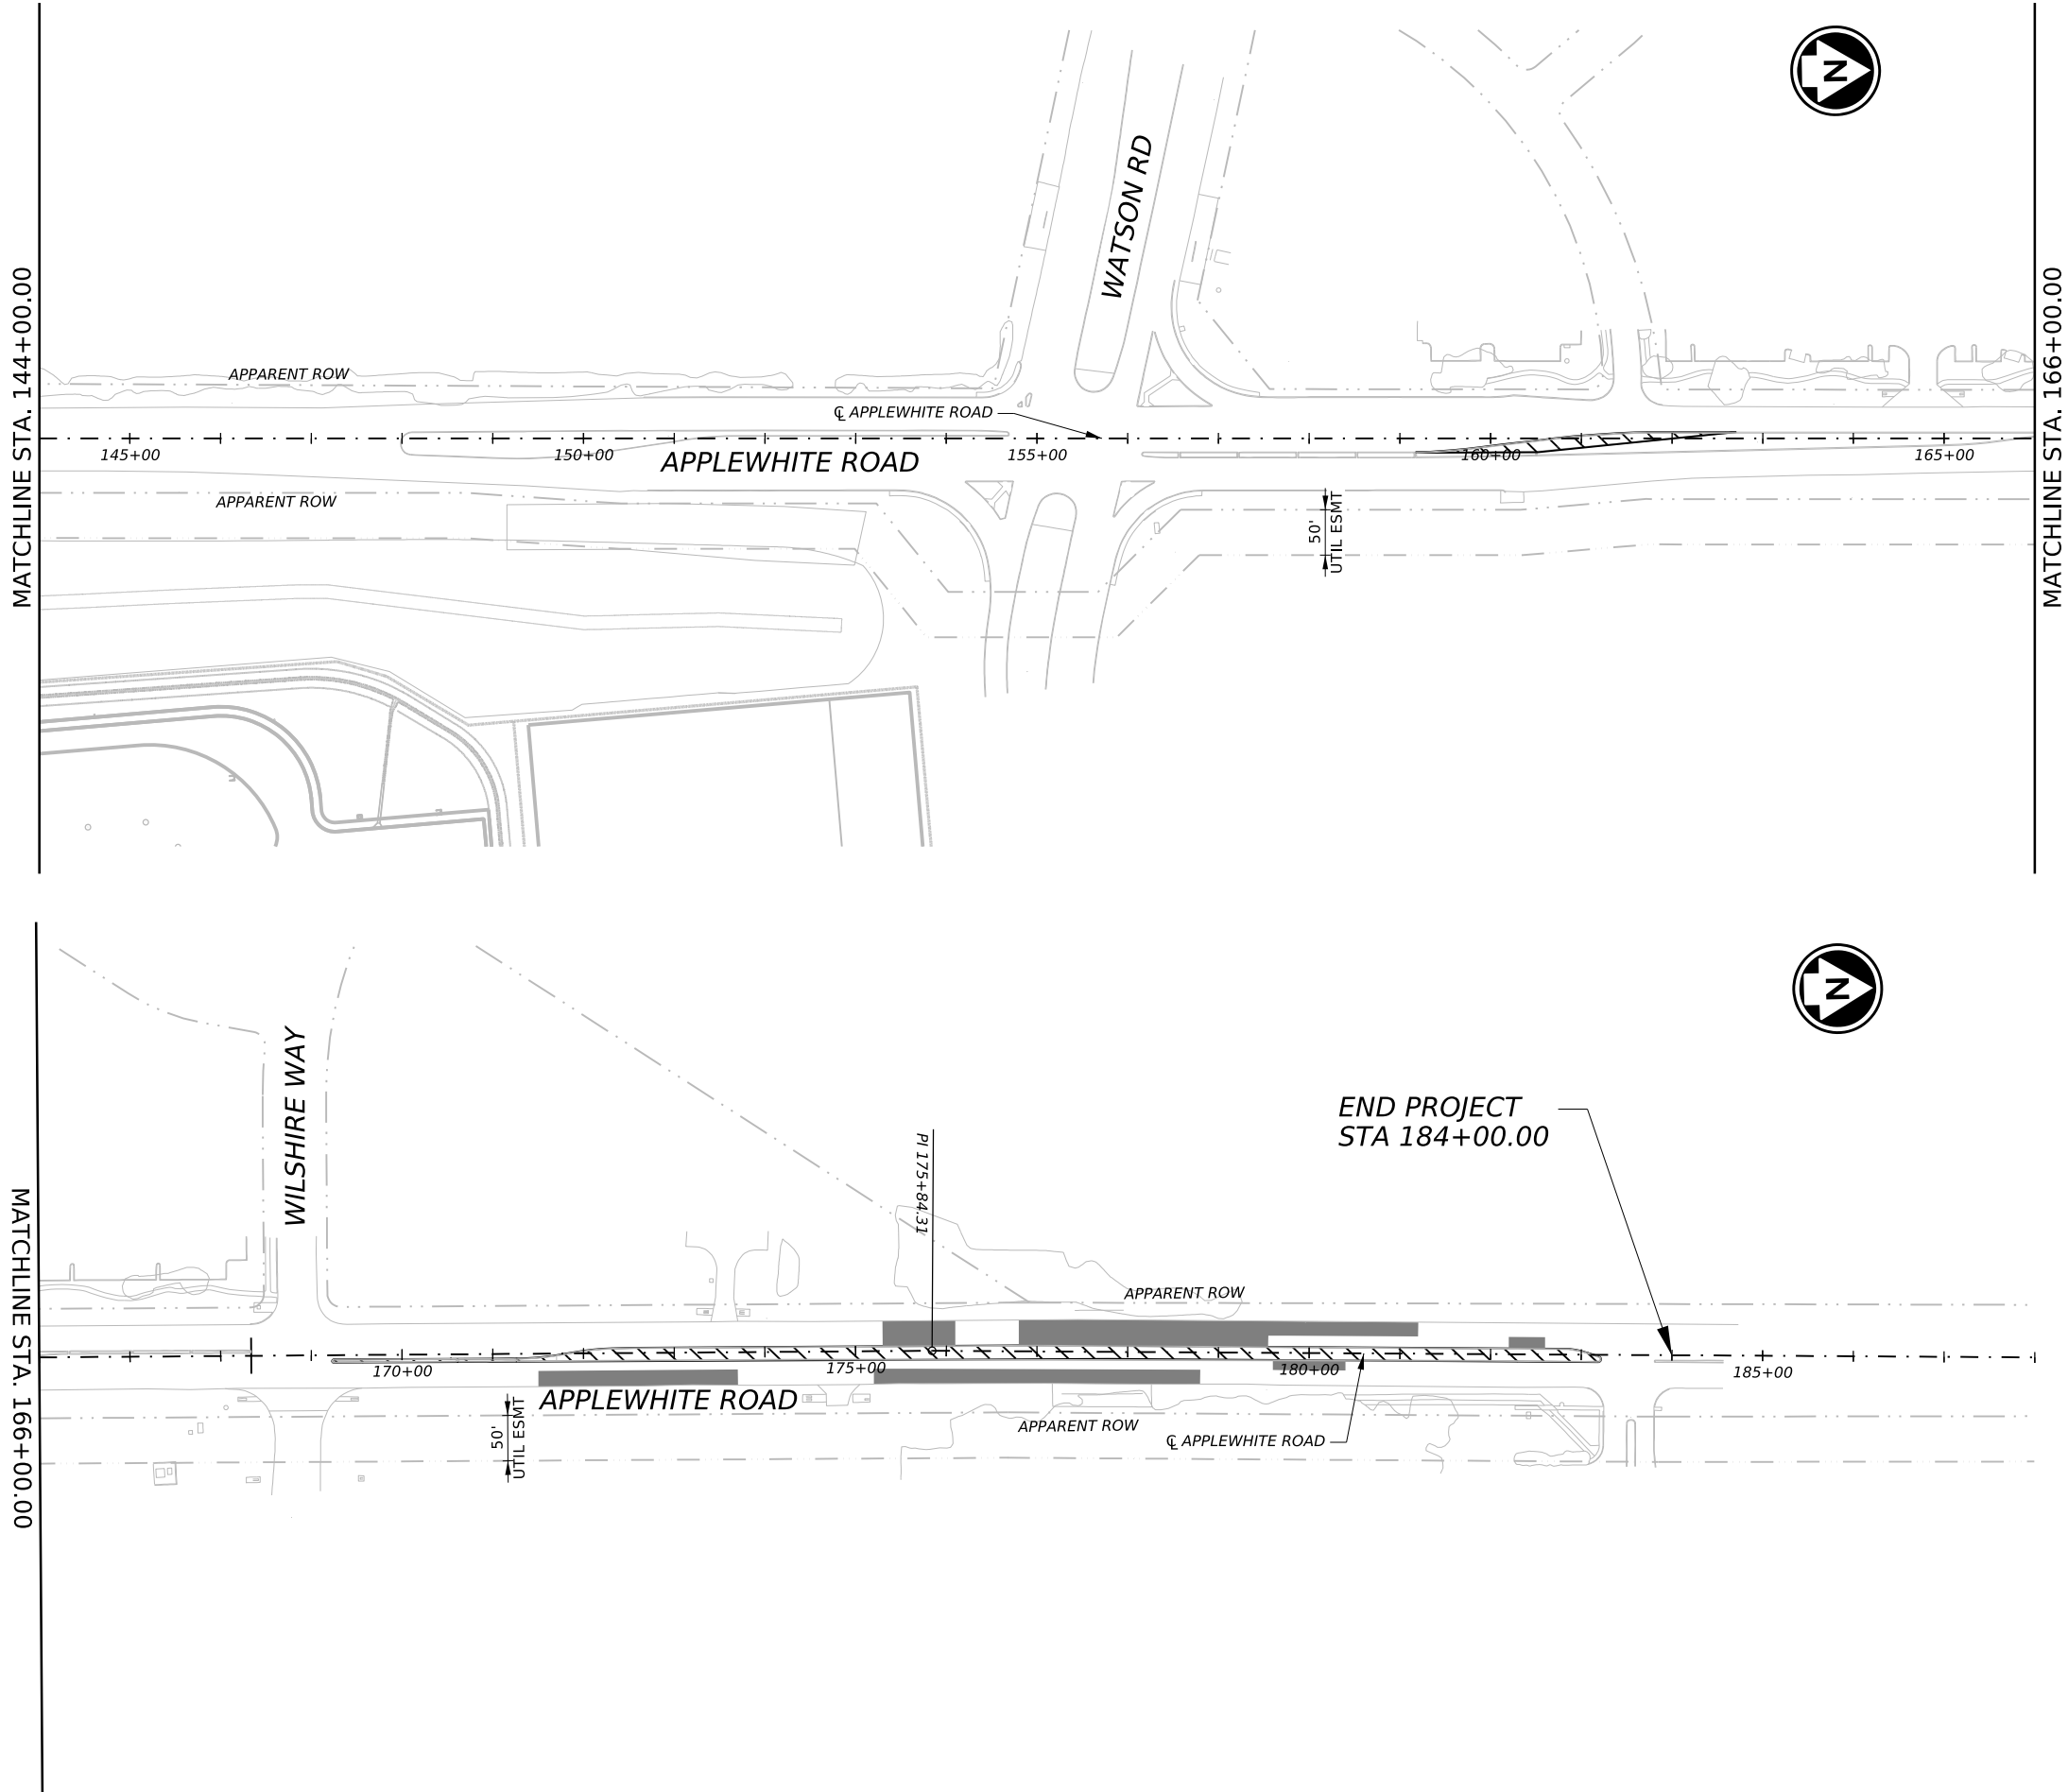 N
WATSON RD
MATCHLINE STA. 144+00.00
MATCHLINE STA. 166+00.00
APPARENT ROW
℄ APPLEWHITE ROAD
145+00
150+00
APPLEWHITE ROAD
155+00
160+00
165+00
APPARENT ROW
50'
UTIL ESMT
N
WILSHIRE WAY
END PROJECT
STA 184+00.00
PI 175+84.31
MATCHLINE STA. 166+00.00
APPARENT ROW
170+00
175+00
180+00
185+00
APPLEWHITE ROAD
APPARENT ROW
℄ APPLEWHITE ROAD
50'
UTIL ESMT